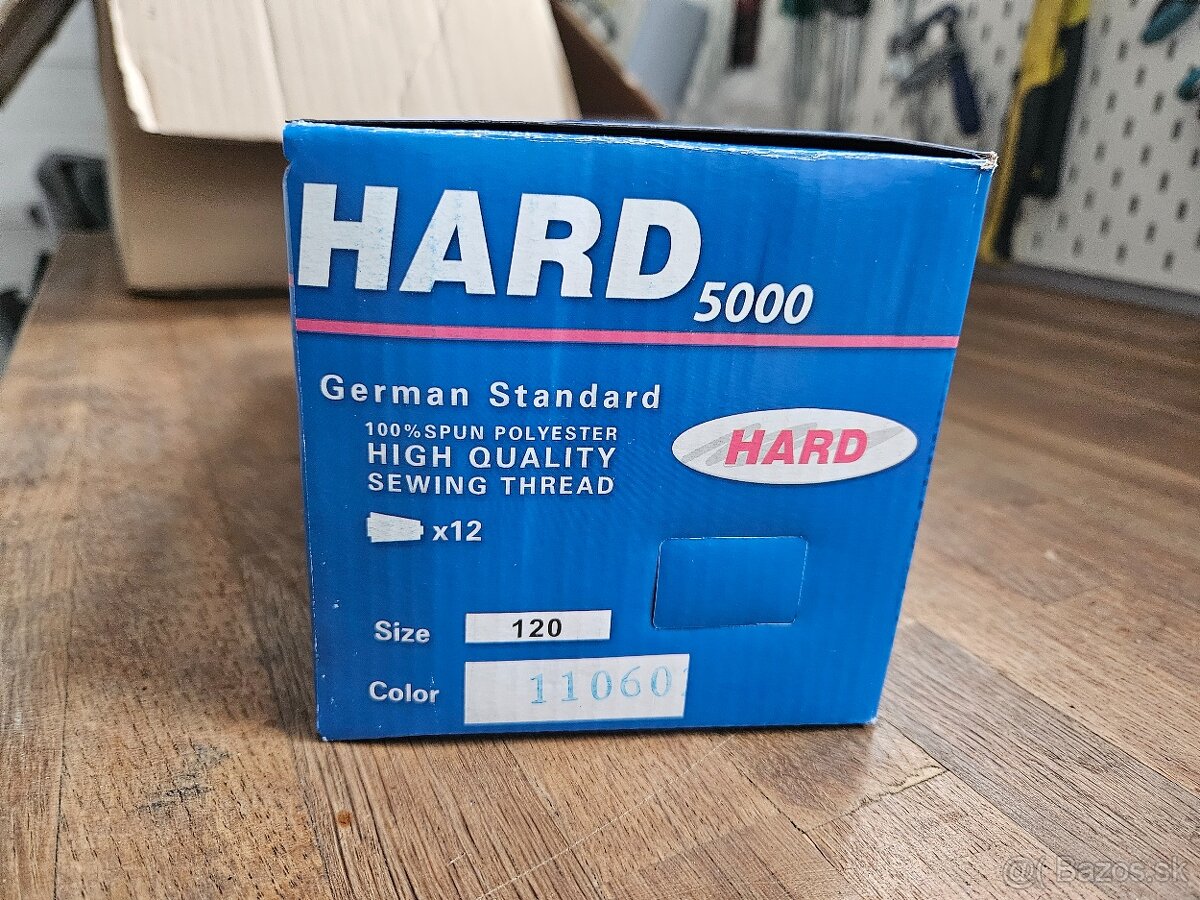 HARD 5000
German Standard
100% SPUN POLYESTER
HIGH QUALITY
SEWING THREAD
HARD
x12
Size 120
Color 11060
@( Bazos.sk